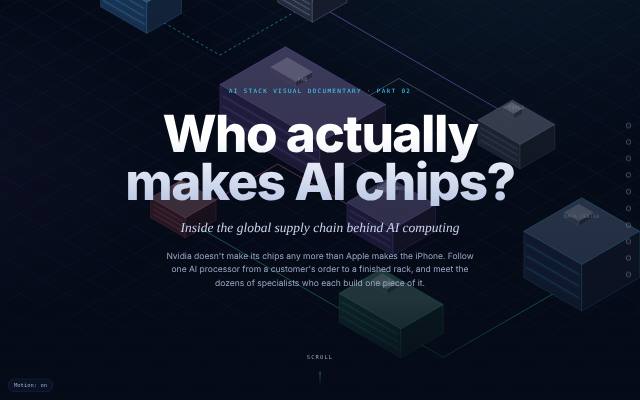 AI STACK VISUAL DOCUMENTARY · PART 02
Who actually
makes AI chips?
Inside the global supply chain behind AI computing
Nvidia doesn't make its chips any more than Apple makes the iPhone. Follow
one AI processor from a customer's order to a finished rack, and meet the
dozens of specialists who each build one piece of it.
SCROLL
Motion: on